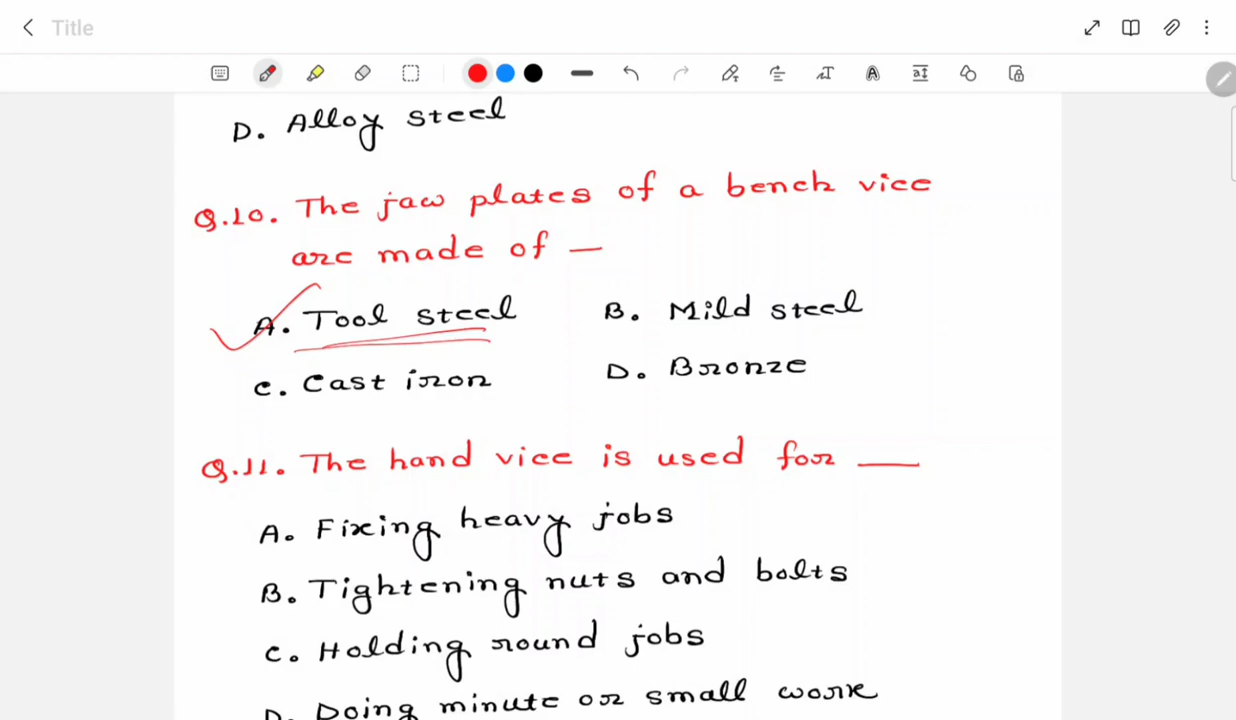 Title
D. Alloy steel
Q.10. The jaw plates of a bench vice
are made of —
A. Tool steel B. Mild steel
C. Cast iron D. Bronze
Q.11. The hand vice is used for ___
A. Fixing heavy jobs
B. Tightening nuts and bolts
C. Holding round jobs
D. Doing minute or small work